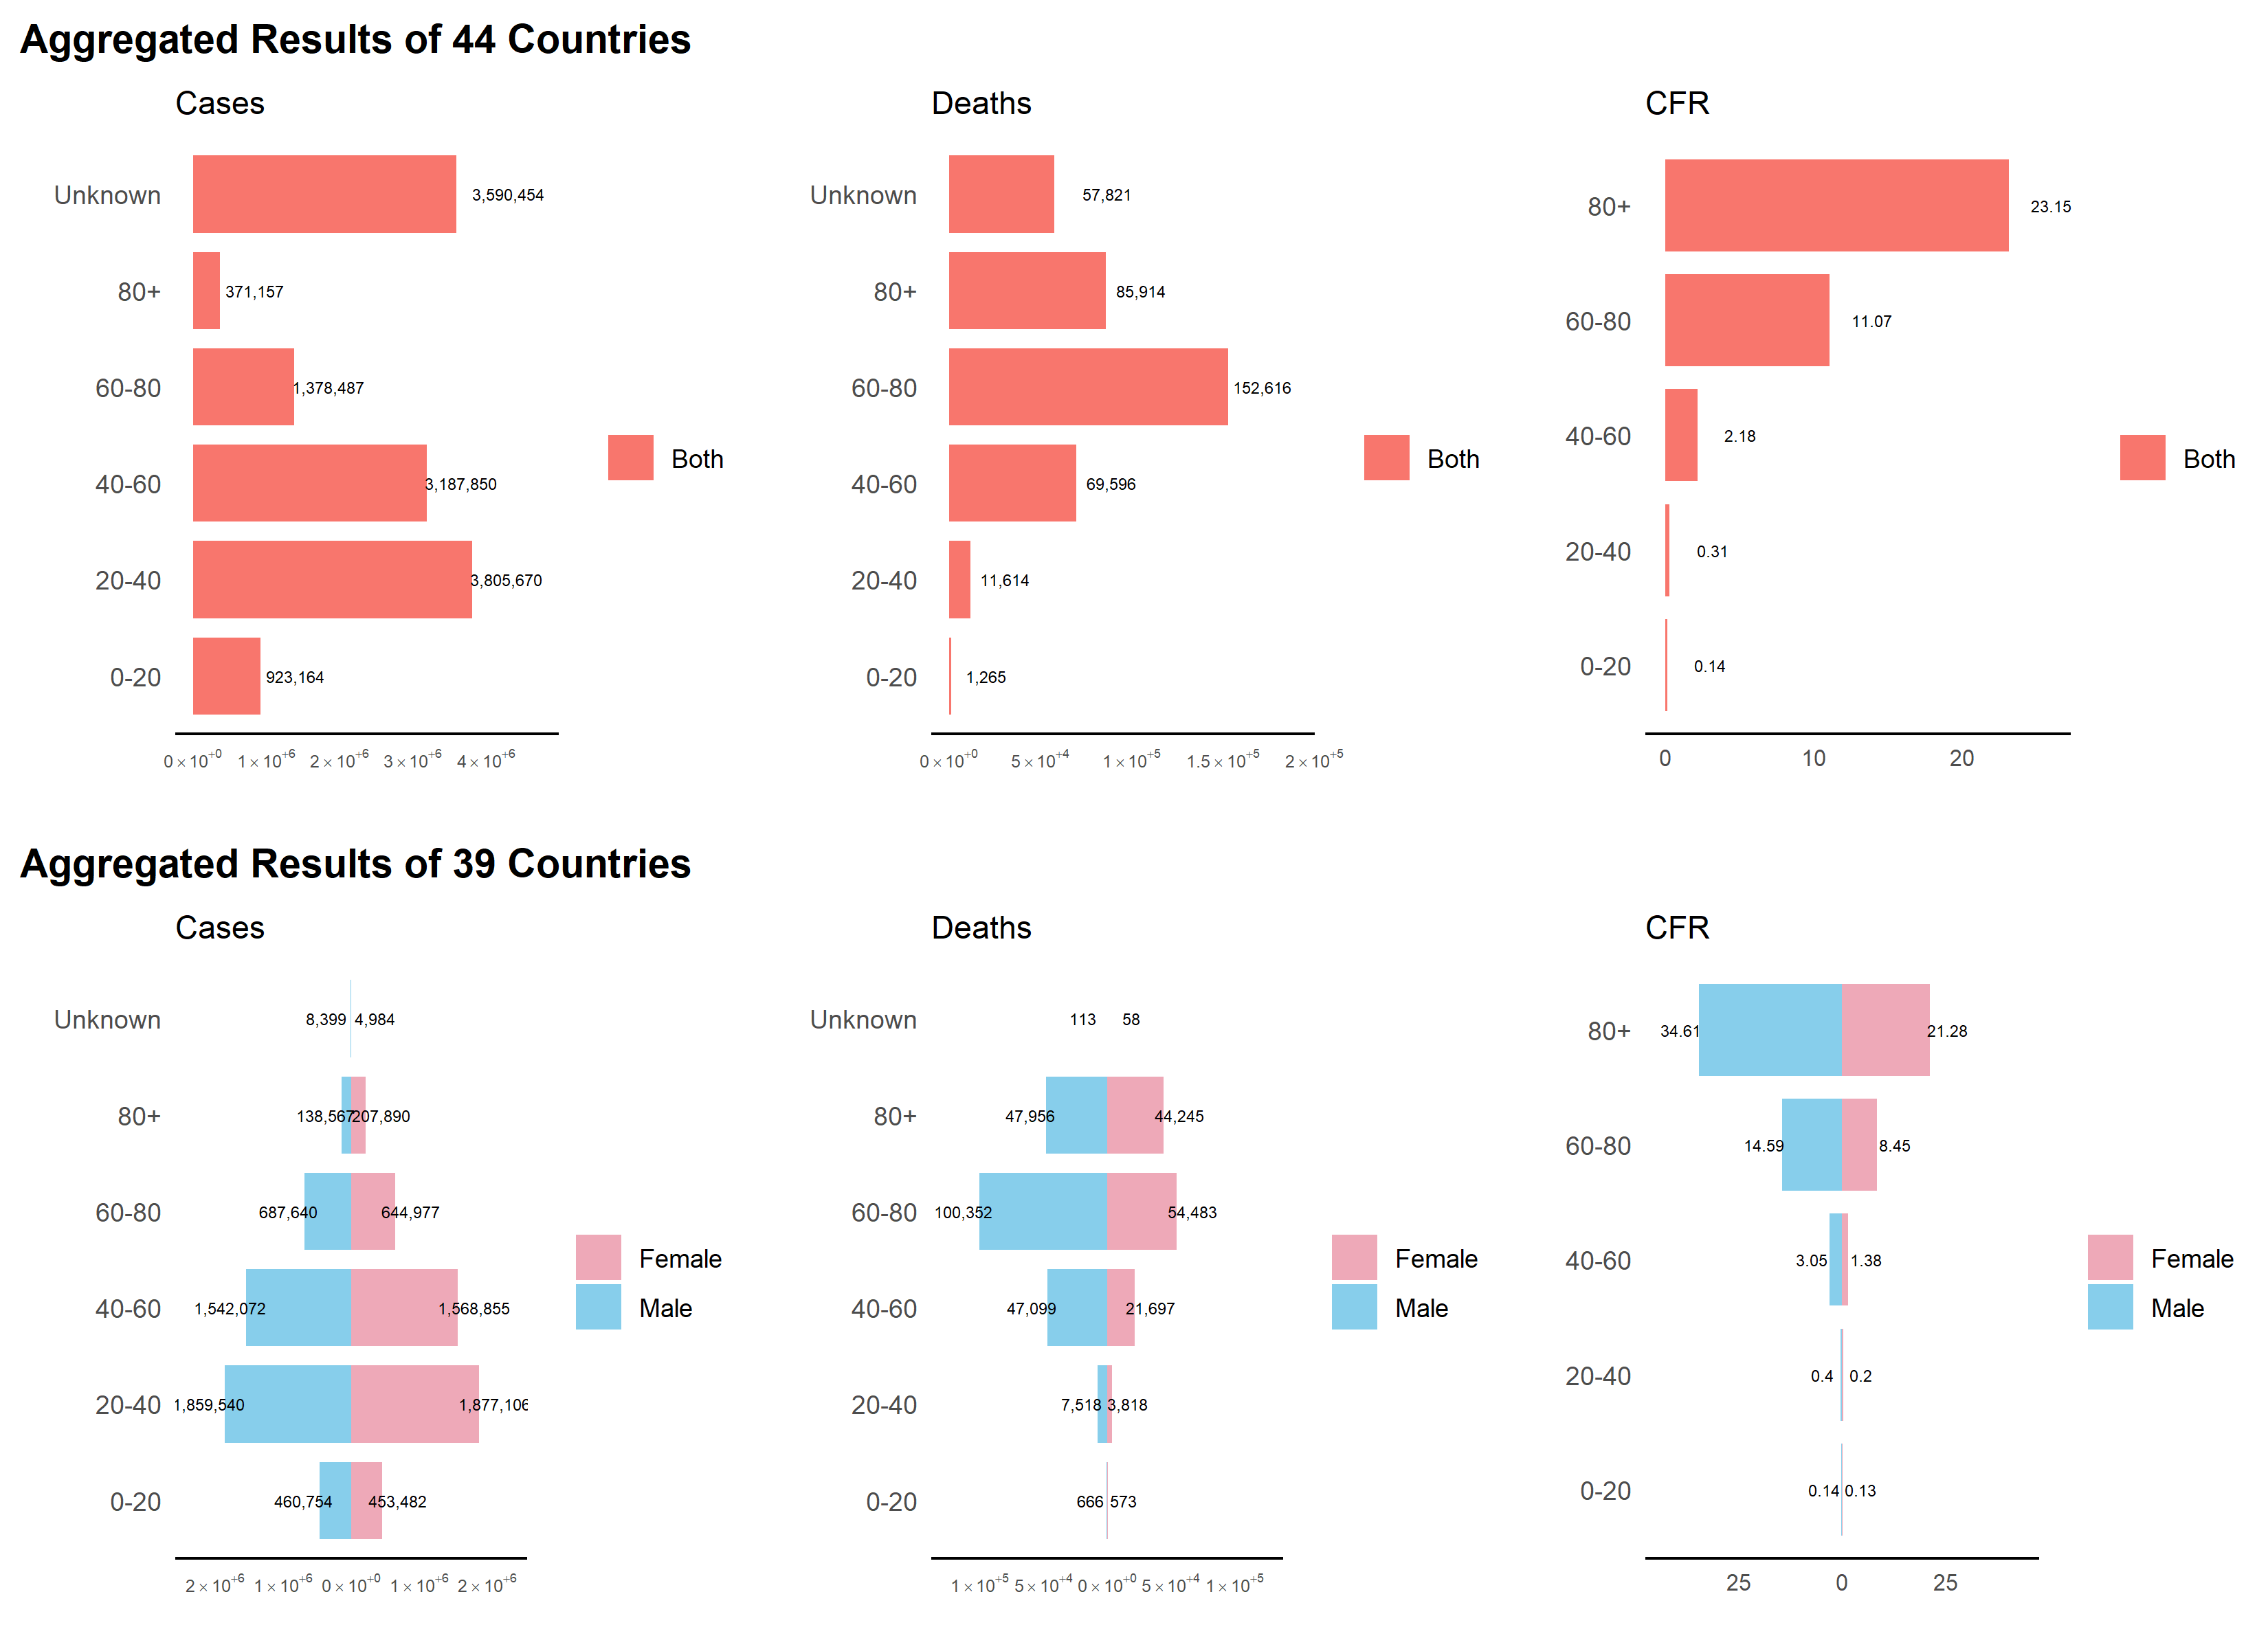 Aggregated Results of 44 Countries
Cases
Unknown 3,590,454
80+ 371,157
60-80 1,378,487
40-60 3,187,850
20-40 3,805,670
0-20 923,164
0×10⁺⁰ 1×10⁺⁶ 2×10⁺⁶ 3×10⁺⁶ 4×10⁺⁶
Both
Deaths
Unknown 57,821
80+ 85,914
60-80 152,616
40-60 69,596
20-40 11,614
0-20 1,265
0×10⁺⁰ 5×10⁺⁴ 1×10⁺⁵ 1.5×10⁺⁵ 2×10⁺⁵
Both
CFR
80+ 23.15
60-80 11.07
40-60 2.18
20-40 0.31
0-20 0.14
0 10 20
Both
Aggregated Results of 39 Countries
Cases
Unknown 8,399 4,984
80+ 138,567 207,890
60-80 687,640 644,977
40-60 1,542,072 1,568,855
20-40 1,859,540 1,877,106
0-20 460,754 453,482
2×10⁺⁶ 1×10⁺⁶ 0×10⁺⁰ 1×10⁺⁶ 2×10⁺⁶
Female
Male
Deaths
Unknown 113 58
80+ 47,956 44,245
60-80 100,352 54,483
40-60 47,099 21,697
20-40 7,518 3,818
0-20 666 573
1×10⁺⁵ 5×10⁺⁴ 0×10⁺⁰ 5×10⁺⁴ 1×10⁺⁵
Female
Male
CFR
80+ 34.61 21.28
60-80 14.59 8.45
40-60 3.05 1.38
20-40 0.4 0.2
0-20 0.14 0.13
25 0 25
Female
Male